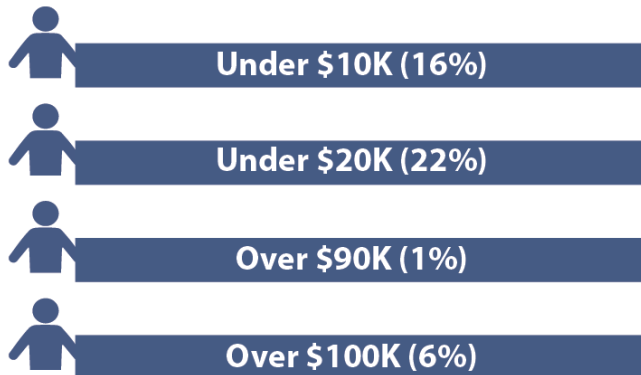 Under $10K (16%)
Under $20K (22%)
Over $90K (1%)
Over $100K (6%)